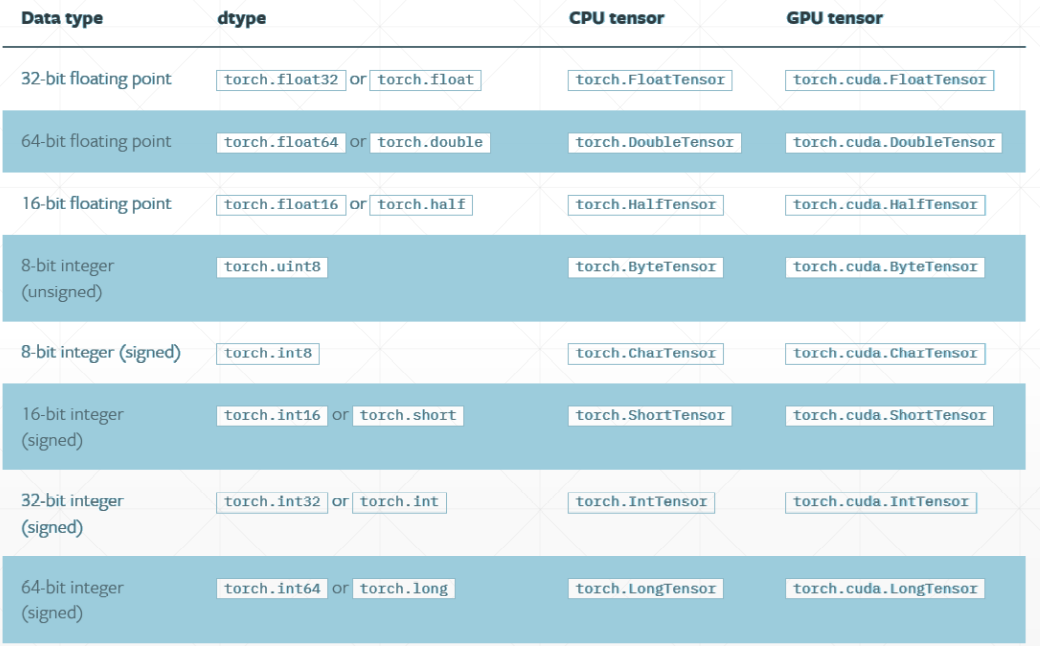 Data type dtype CPU tensor GPU tensor
32-bit floating point torch.float32 or torch.float torch.FloatTensor torch.cuda.FloatTensor
64-bit floating point torch.float64 or torch.double torch.DoubleTensor torch.cuda.DoubleTensor
16-bit floating point torch.float16 or torch.half torch.HalfTensor torch.cuda.HalfTensor
8-bit integer torch.uint8 torch.ByteTensor torch.cuda.ByteTensor
(unsigned)
8-bit integer (signed) torch.int8 torch.CharTensor torch.cuda.CharTensor
16-bit integer torch.int16 or torch.short torch.ShortTensor torch.cuda.ShortTensor
(signed)
32-bit integer torch.int32 or torch.int torch.IntTensor torch.cuda.IntTensor
(signed)
64-bit integer torch.int64 or torch.long torch.LongTensor torch.cuda.LongTensor
(signed)